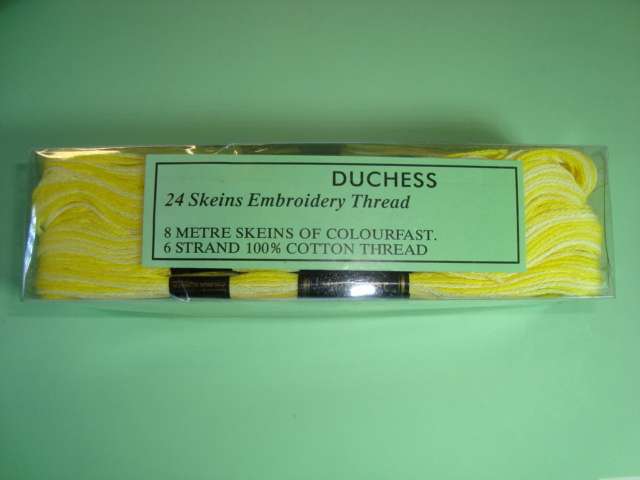 DUCHESS
24 Skeins Embroidery Thread
8 METRE SKEINS OF COLOURFAST.
6 STRAND 100% COTTON THREAD